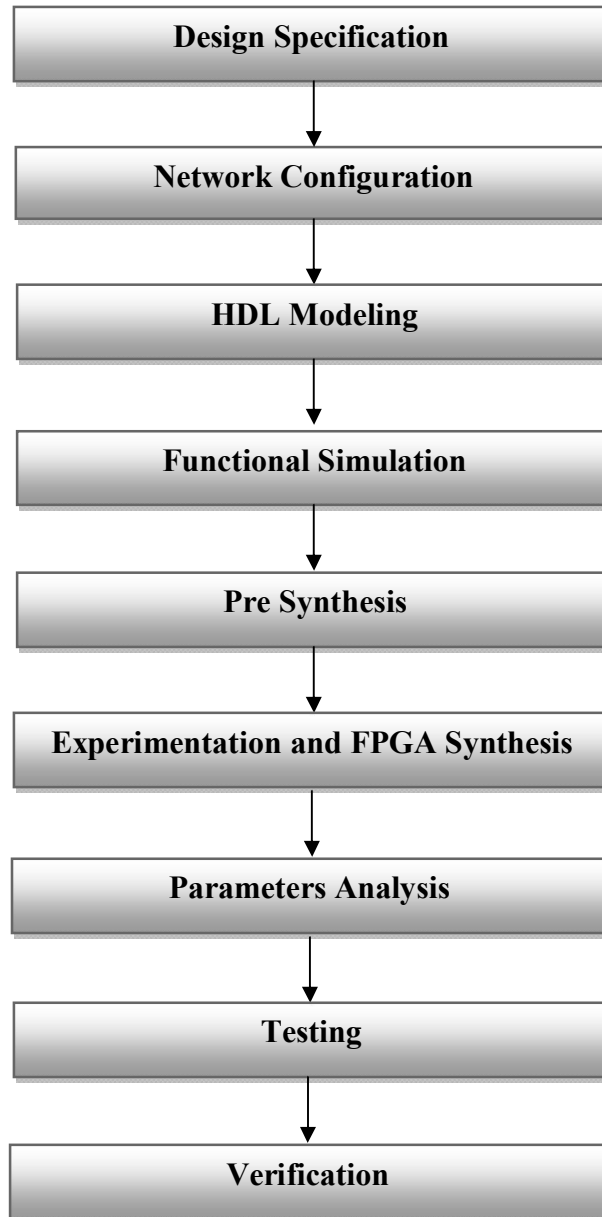 Design Specification
Network Configuration
HDL Modeling
Functional Simulation
Pre Synthesis
Experimentation and FPGA Synthesis
Parameters Analysis
Testing
Verification